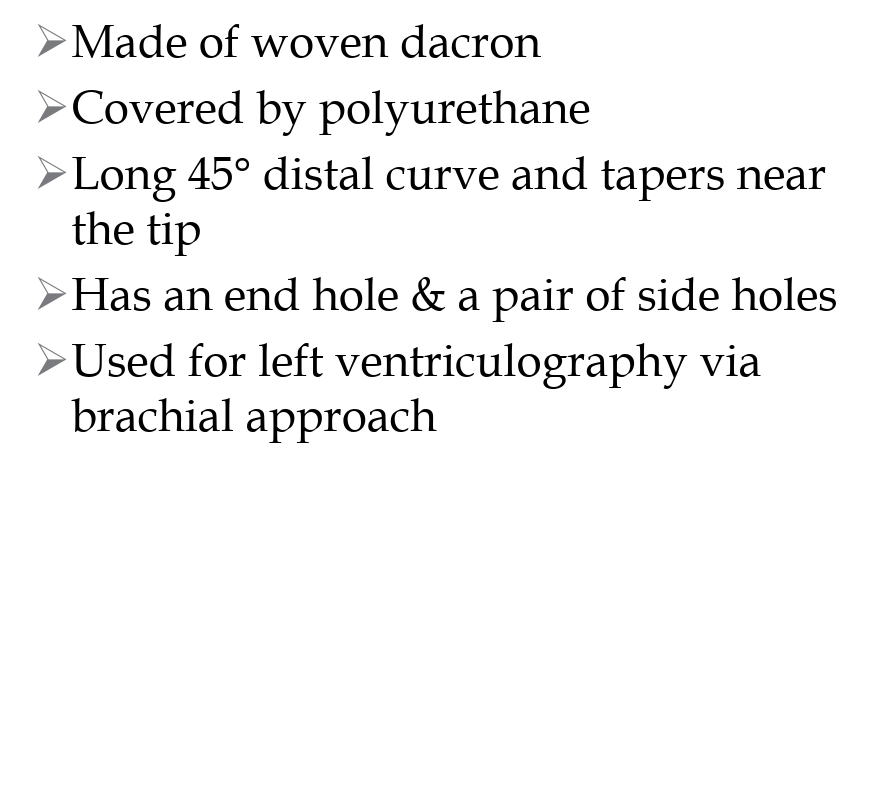 ➢Made of woven dacron
➢Covered by polyurethane
➢Long 45° distal curve and tapers near
the tip
➢Has an end hole & a pair of side holes
➢Used for left ventriculography via
brachial approach